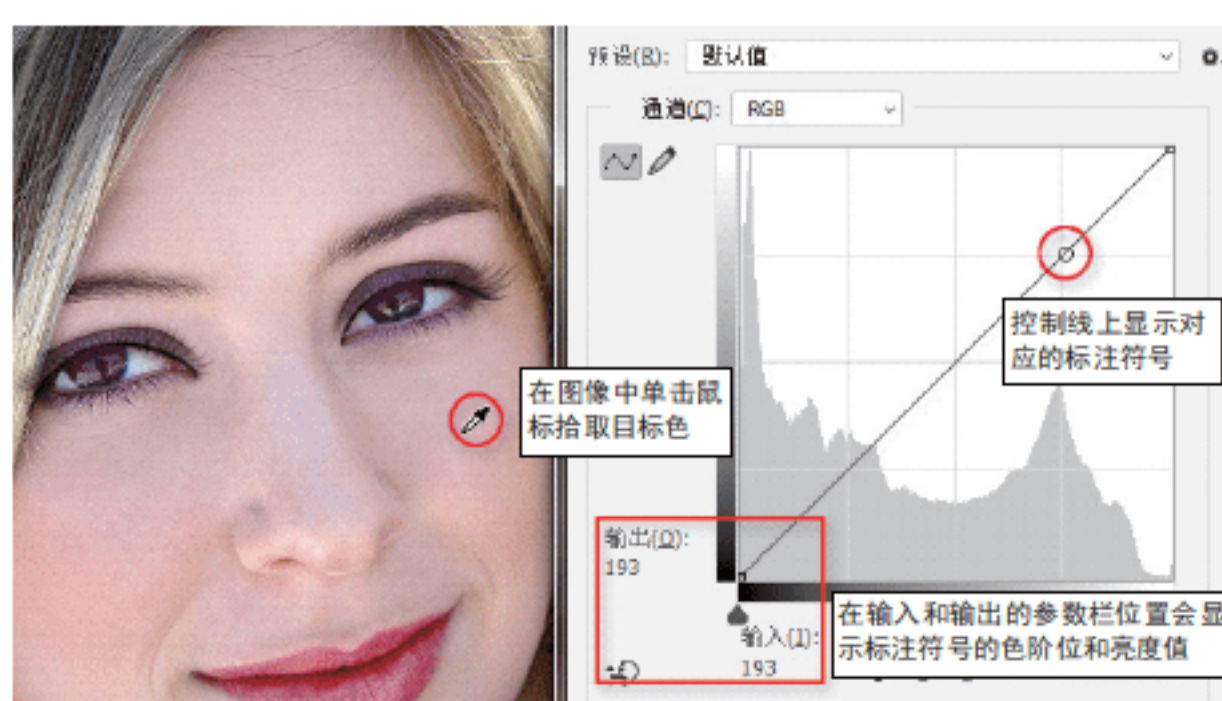 预设(R): 默认值
通道(C): RGB
控制线上显示对
应的标注符号
在图像中单击鼠
标拾取目标色
输出(O):
193
在输入和输出的参数栏位置会显
示标注符号的色阶位和亮度值
输入(I):
193